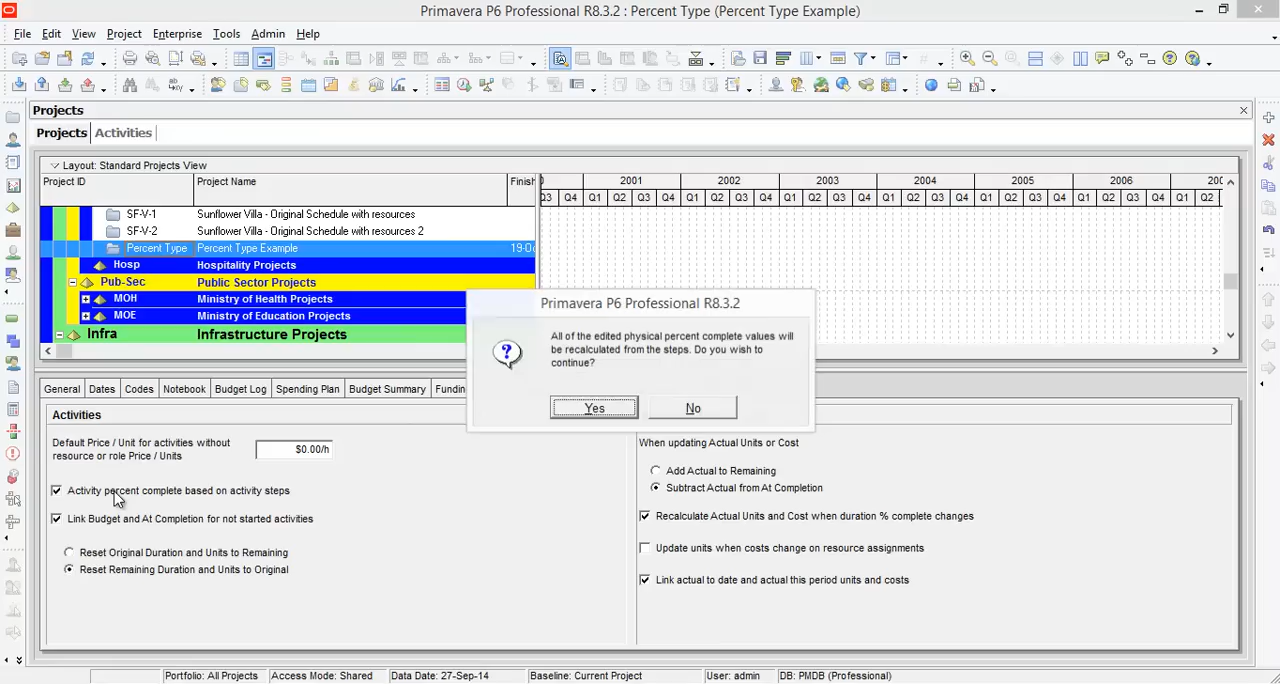 Primavera P6 Professional R8.3.2 : Percent Type (Percent Type Example)
File Edit View Project Enterprise Tools Admin Help
Projects
Projects Activities
Layout: Standard Projects View
Project ID Project Name Finish
2001 2002 2003 2004 2005 2006
Q3 Q4 Q1 Q2 Q3 Q4 Q1 Q2 Q3 Q4 Q1 Q2 Q3 Q4 Q1 Q2 Q3 Q4 Q1 Q2 Q3 Q4 Q1 Q2 Q3 Q4 Q1 Q2
SF-V-1 Sunflower Villa - Original Schedule with resources
SF-V-2 Sunflower Villa - Original Schedule with resources 2
Percent Type Percent Type Example
Hosp Hospitality Projects
Pub-Sec Public Sector Projects
MOH Ministry of Health Projects
MOE Ministry of Education Projects
Infra Infrastructure Projects
Primavera P6 Professional R8.3.2
All of the edited physical percent complete values will
be recalculated from the steps. Do you wish to
continue?
Yes No
General Dates Codes Notebook Budget Log Spending Plan Budget Summary
Activities
Default Price / Unit for activities without
resource or role Price / Units
$0.00/h
Activity percent complete based on activity steps
Link Budget and At Completion for not started activities
Reset Original Duration and Units to Remaining
Reset Remaining Duration and Units to Original
When updating Actual Units or Cost
Add Actual to Remaining
Subtract Actual from At Completion
Recalculate Actual Units and Cost when duration % complete changes
Update units when costs change on resource assignments
Link actual to date and actual this period units and costs
Portfolio: All Projects Access Mode: Shared Data Date: 27-Sep-14 Baseline: Current Project User: admin DB: PMDB (Professional)